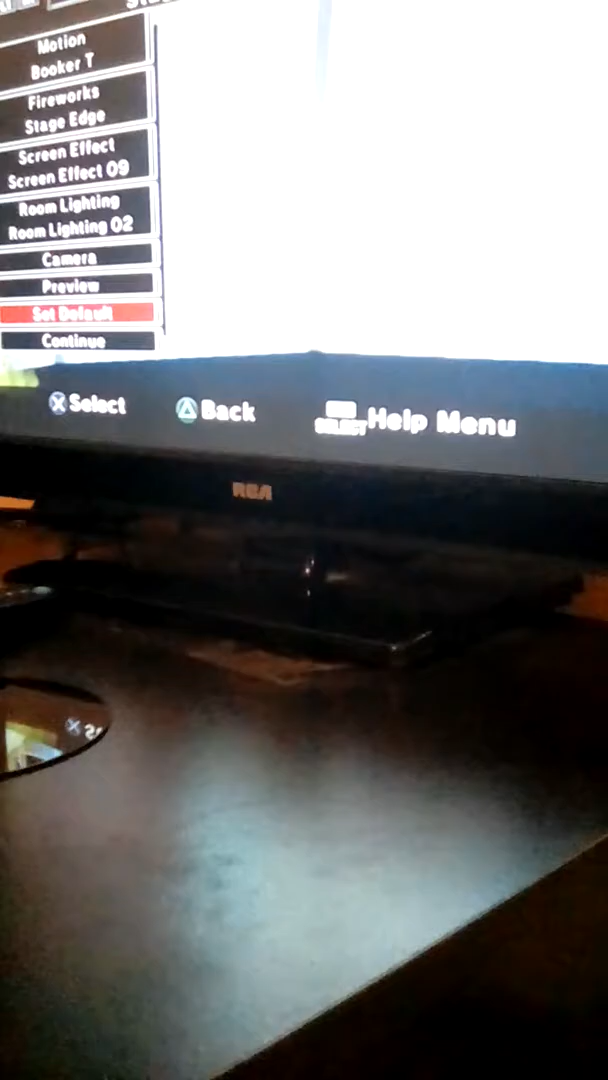 Motion
Booker T
Fireworks
Stage Edge
Screen Effect
Screen Effect 09
Room Lighting
Room Lighting 02
Camera
Preview
Set Default
Continue
Select
Back
SELECT Help Menu
RCA